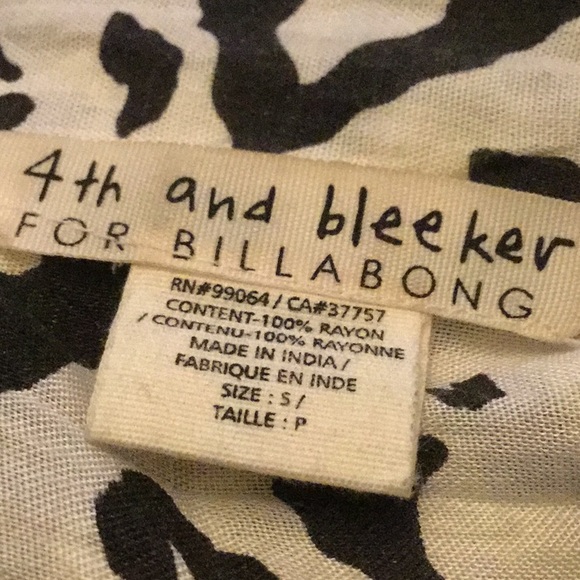 4th and bleeker
FOR BILLABONG
RN#99064 / CA#37757
CONTENT-100% RAYON
/ CONTENU-100% RAYONNE
MADE IN INDIA /
FABRIQUE EN INDE
SIZE : S /
TAILLE : P